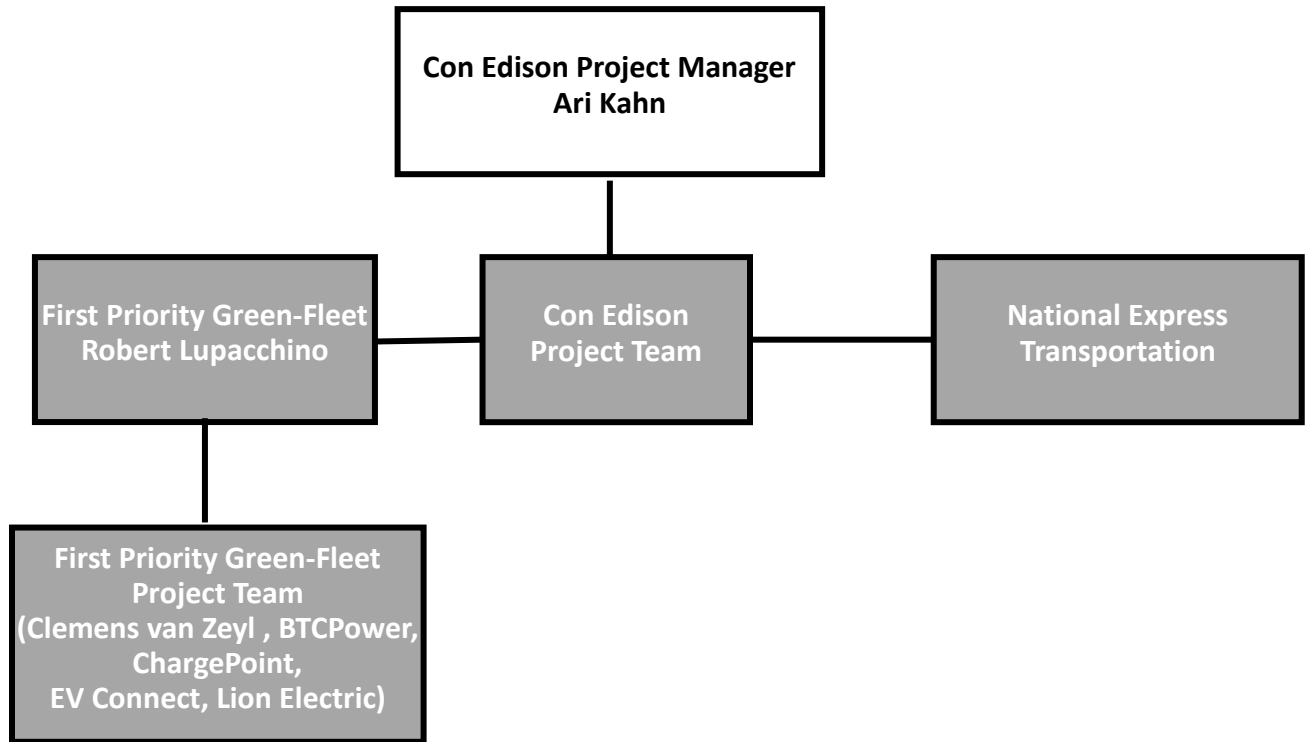 Con Edison Project Manager
Ari Kahn
First Priority Green-Fleet
Robert Lupacchino
Con Edison
Project Team
National Express
Transportation
First Priority Green-Fleet
Project Team
(Clemens van Zeyl , BTCPower,
ChargePoint,
EV Connect, Lion Electric)